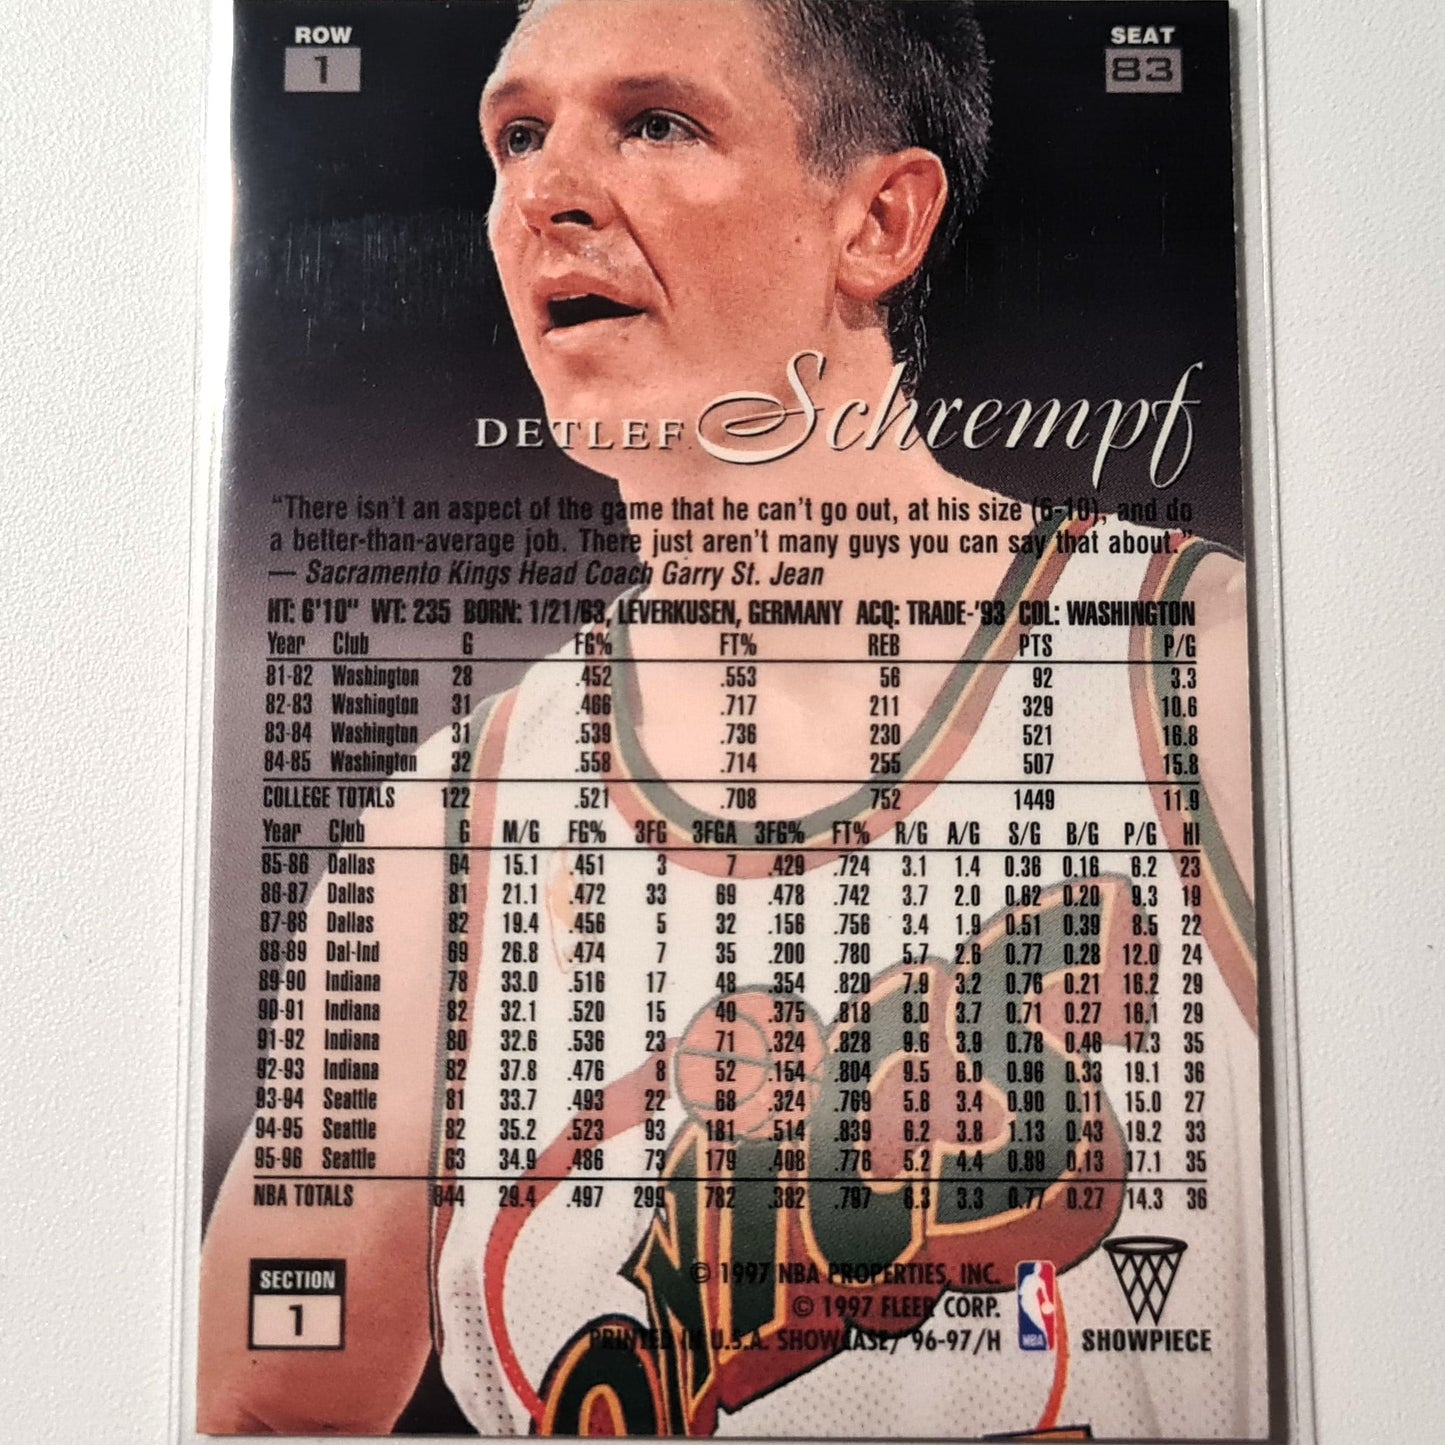 ROW SEAT
1 83
DETLEF Schrempf
“There isn’t an aspect of the game that he can’t go out, at his size (6-10), and do
a better-than-average job. There just aren’t many guys you can say that about.”
— Sacramento Kings Head Coach Garry St. Jean
HT: 6'10" WT: 235 BORN: 1/21/63, LEVERKUSEN, GERMANY ACQ: TRADE-'93 COL: WASHINGTON
Year Club G FG% FT% REB PTS P/G
81-82 Washington 28 .452 .553 56 92 3.3
82-83 Washington 31 .466 .717 211 329 10.6
83-84 Washington 31 .539 .736 230 521 16.8
84-85 Washington 32 .558 .714 255 507 15.8
COLLEGE TOTALS 122 .521 .708 752 1449 11.9
Year Club G M/G FG% 3FG 3FGA 3FG% FT% R/G A/G S/G B/G P/G HI
85-86 Dallas 64 15.1 .451 3 7 .429 .724 3.1 1.4 0.36 0.16 6.2 23
86-87 Dallas 81 21.1 .472 33 69 .478 .742 3.7 2.0 0.62 0.20 9.3 19
87-88 Dallas 82 19.4 .456 5 32 .156 .756 3.4 1.9 0.51 0.39 8.5 22
88-89 Dal-Ind 69 26.8 .474 7 35 .200 .780 5.7 2.6 0.77 0.28 12.0 24
89-90 Indiana 78 33.0 .516 17 48 .354 .820 7.9 3.2 0.76 0.21 16.2 29
90-91 Indiana 82 32.1 .520 15 40 .375 .818 8.0 3.7 0.71 0.27 16.1 29
91-92 Indiana 80 32.6 .536 23 71 .324 .828 9.6 3.9 0.78 0.46 17.3 35
92-93 Indiana 82 37.8 .476 8 52 .154 .804 9.5 6.0 0.96 0.33 19.1 36
93-94 Seattle 81 33.7 .493 22 68 .324 .769 5.6 3.4 0.90 0.11 15.0 27
94-95 Seattle 82 35.2 .523 93 181 .514 .839 6.2 3.8 1.13 0.43 19.2 33
95-96 Seattle 63 34.9 .486 73 179 .408 .776 5.2 4.4 0.89 0.13 17.1 35
NBA TOTALS 844 29.4 .497 299 782 .382 .797 6.3 3.3 0.77 0.27 14.3 36
SECTION
1
© 1997 NBA PROPERTIES, INC.
© 1997 FLEER CORP.
PRINTED IN U.S.A. SHOWCASE/ '96-97/H
NBA
SHOWPIECE
ONICS